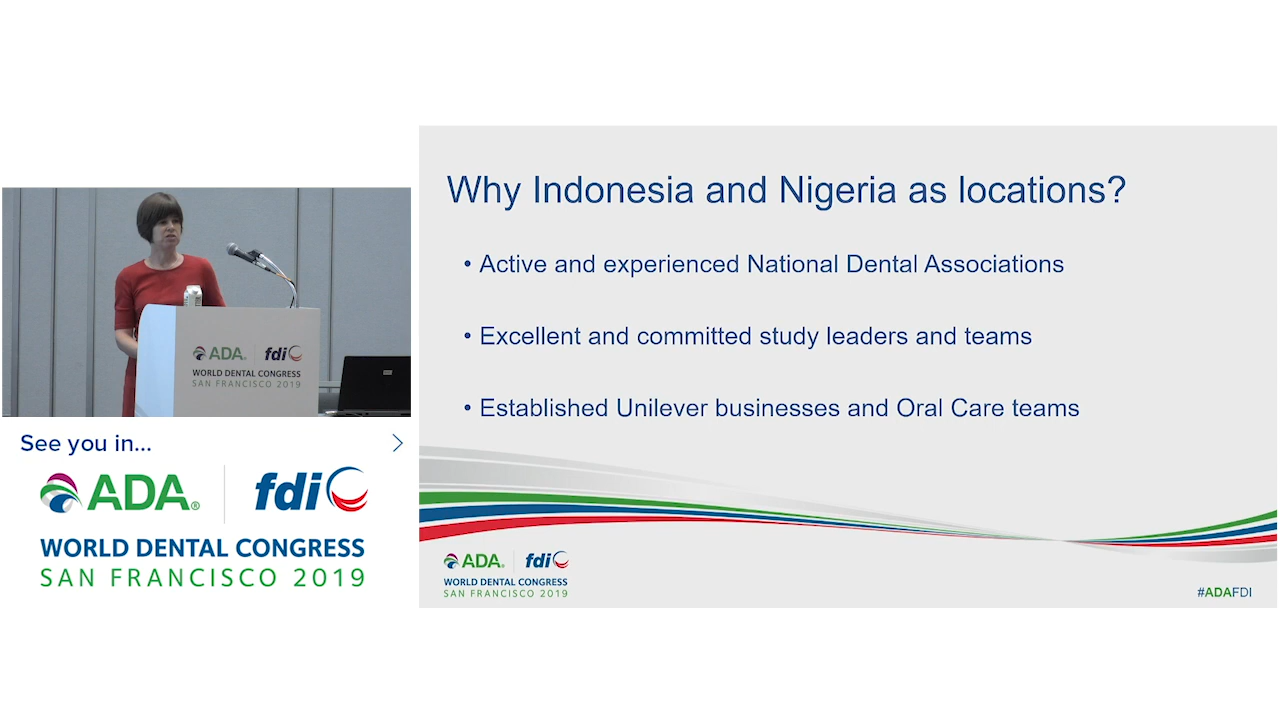 ADA® fdi
WORLD DENTAL CONGRESS
SAN FRANCISCO 2019
See you in...
ADA® fdi
WORLD DENTAL CONGRESS
SAN FRANCISCO 2019
Why Indonesia and Nigeria as locations?
• Active and experienced National Dental Associations
• Excellent and committed study leaders and teams
• Established Unilever businesses and Oral Care teams
ADA® fdi
WORLD DENTAL CONGRESS
SAN FRANCISCO 2019
#ADAFDI